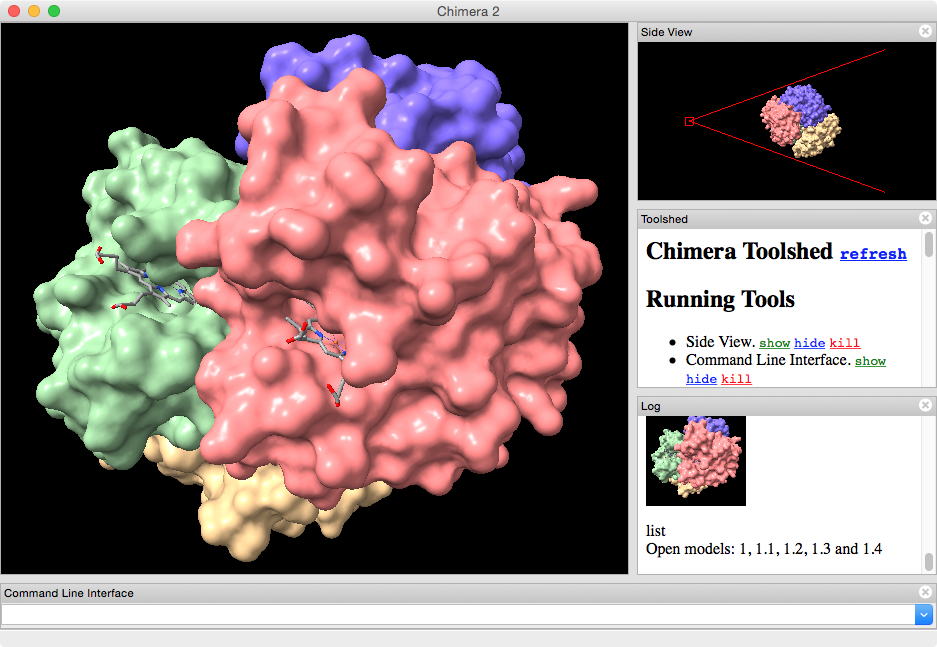 Chimera 2
Side View
Toolshed
Chimera Toolshed refresh
Running Tools
• Side View. show hide kill
• Command Line Interface. show
hide kill
Log
list
Open models: 1, 1.1, 1.2, 1.3 and 1.4
Command Line Interface